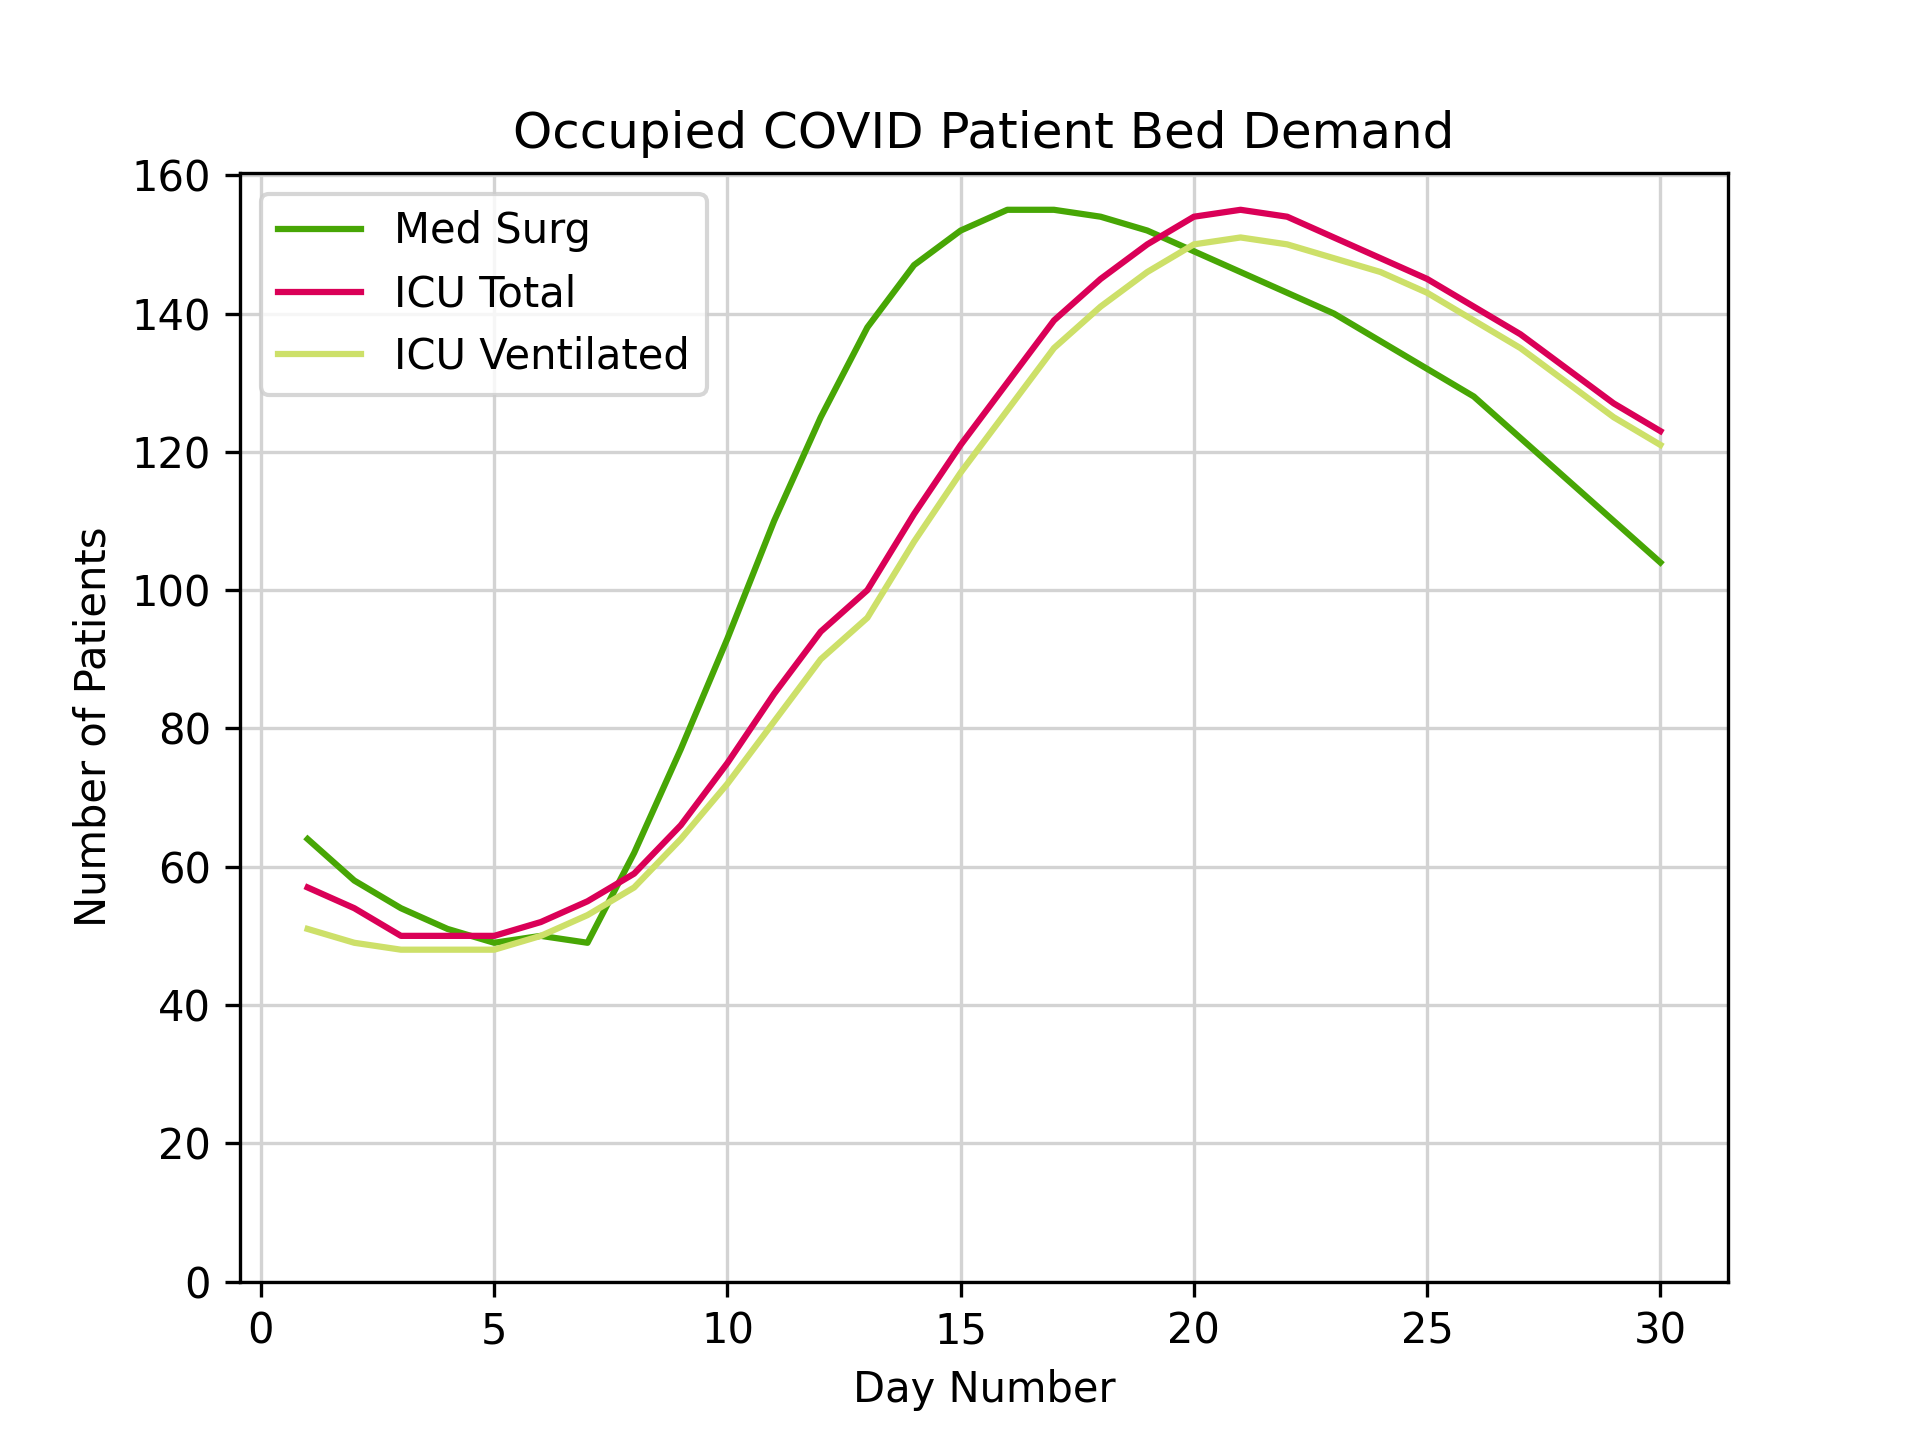 Occupied COVID Patient Bed Demand
160
140
120
100
80
60
40
20
0
Number of Patients
Med Surg
ICU Total
ICU Ventilated
0 5 10 15 20 25 30
Day Number